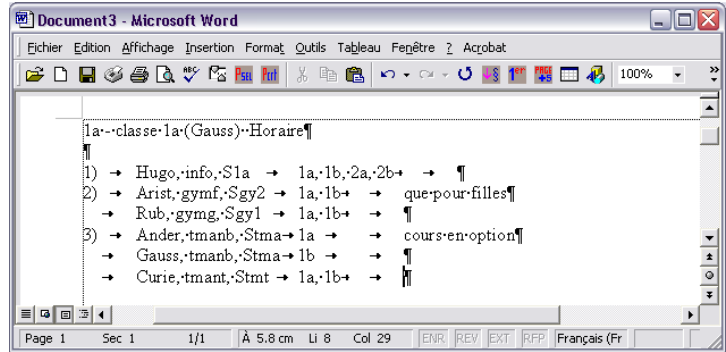 Document3 - Microsoft Word
Fichier Edition Affichage Insertion Format Outils Tableau Fenêtre ? Acrobat
100%
1a·-·classe·1a·(Gauss)·-·Horaire¶
¶
1) → Hugo,·info,·S1a → 1a,·1b,·2a,·2b→ → ¶
2) → Arist,·gymf,·Sgy2 → 1a,·1b→ → que·pour·filles¶
→ Rub,·gymg,·Sgy1 → 1a,·1b→ → ¶
3) → Ander,·tmanb,·Stma→ 1a → → cours·en·option¶
→ Gauss,·tmanb,·Stma→ 1b → → ¶
→ Curie,·tmant,·Stmt → 1a,·1b→ → ¶
Page 1 Sec 1 1/1 À 5.8 cm Li 8 Col 29 ENR REV EXT RFP Français (Fr